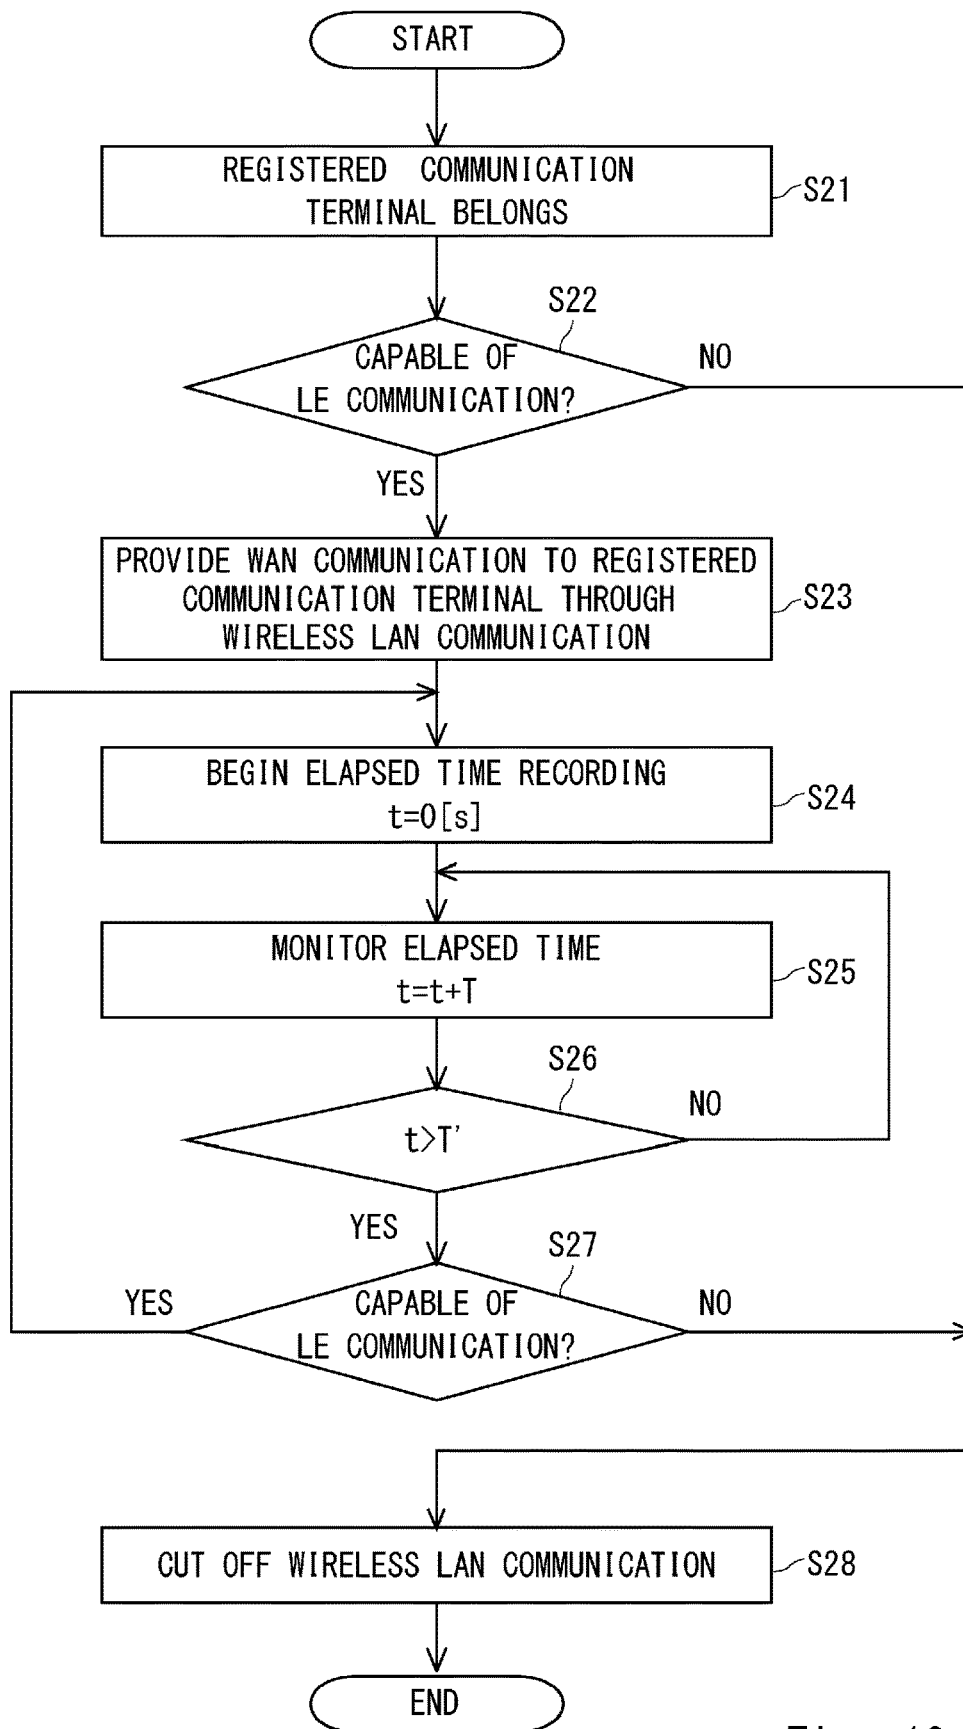 START
REGISTERED COMMUNICATION
TERMINAL BELONGS
S21
S22
CAPABLE OF
LE COMMUNICATION?
NO
YES
PROVIDE WAN COMMUNICATION TO REGISTERED
COMMUNICATION TERMINAL THROUGH
WIRELESS LAN COMMUNICATION
S23
BEGIN ELAPSED TIME RECORDING
t=0[s]
S24
MONITOR ELAPSED TIME
t=t+T
S25
S26
t>T'
NO
YES
S27
CAPABLE OF
LE COMMUNICATION?
YES
NO
CUT OFF WIRELESS LAN COMMUNICATION
S28
END